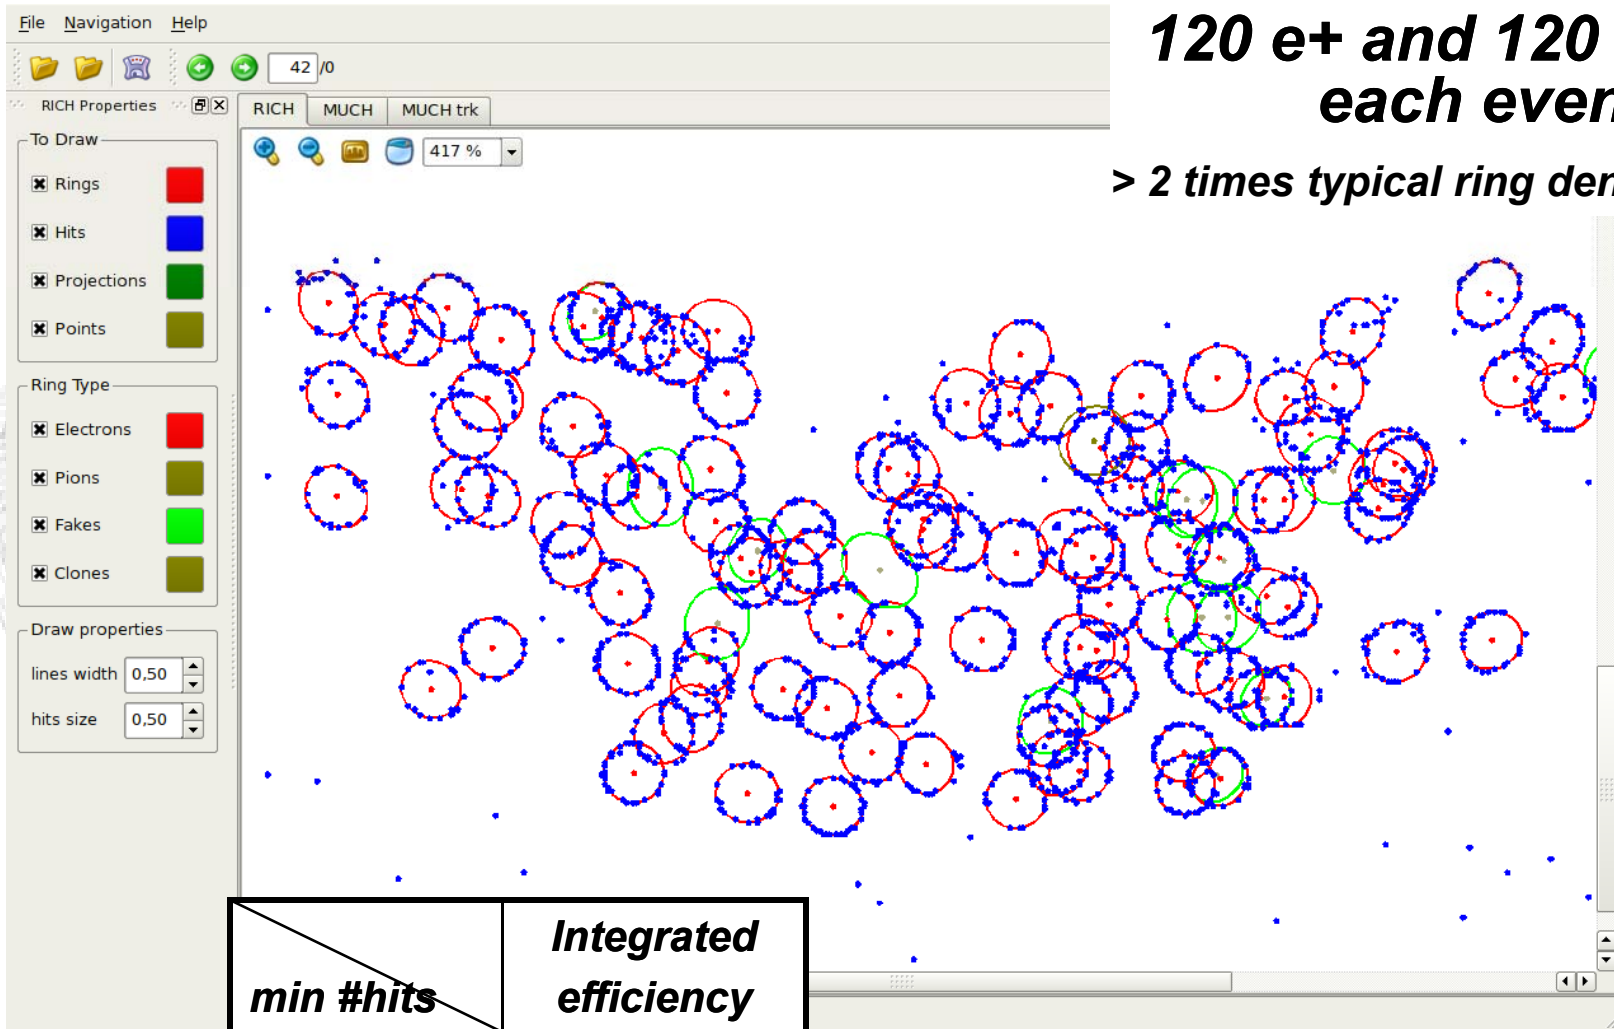 File Navigation Help
120 e+ and 120
each even
> 2 times typical ring den
42 /0
RICH Properties
RICH MUCH MUCH trk
417 %
To Draw
Rings
Hits
Projections
Points
Ring Type
Electrons
Pions
Fakes
Clones
Draw properties
lines width 0,50
hits size 0,50
Integrated
min #hits efficiency